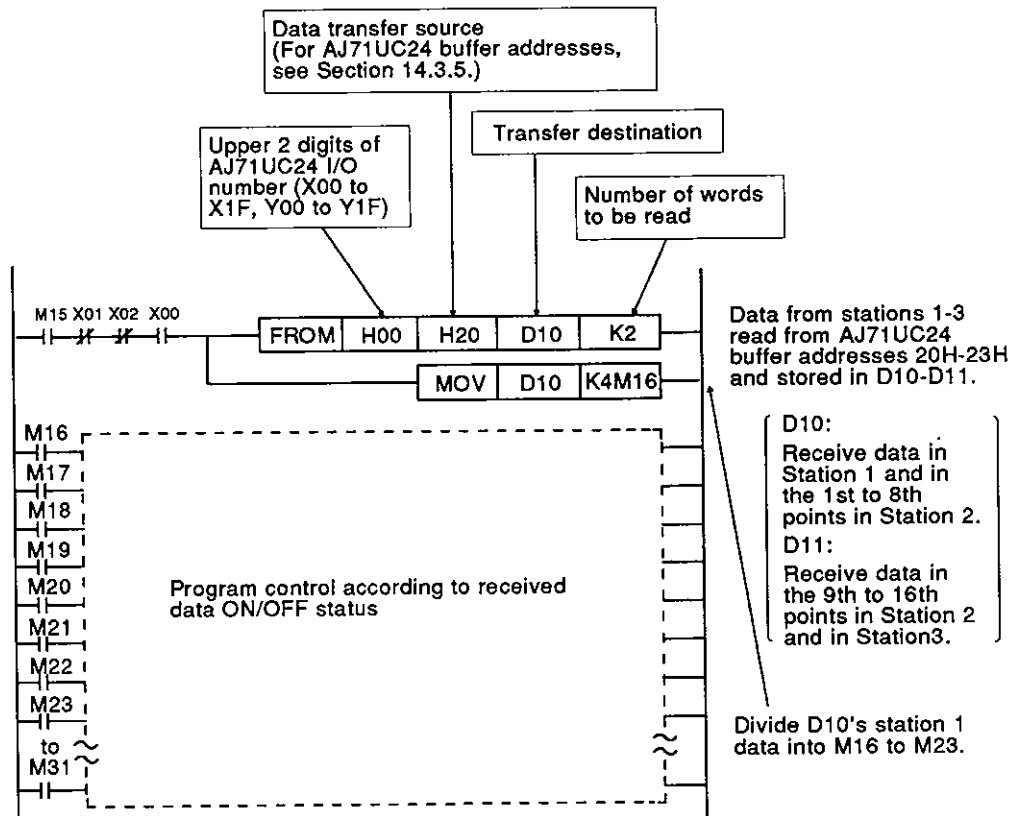 Data transfer source
(For AJ71UC24 buffer addresses,
see Section 14.3.5.)
Transfer destination
Upper 2 digits of
AJ71UC24 I/O
number (X00 to
X1F, Y00 to Y1F)
Number of words
to be read
M15 X01 X02 X00
FROM H00 H20 D10 K2
MOV D10 K4M16
Data from stations 1-3
read from AJ71UC24
buffer addresses 20H-23H
and stored in D10-D11.
M16
M17
M18
M19
M20
M21
M22
M23
to
M31
Program control according to received
data ON/OFF status
D10:
Receive data in
Station 1 and in
the 1st to 8th
points in Station 2.
D11:
Receive data in
the 9th to 16th
points in Station 2
and in Station3.
Divide D10's station 1
data into M16 to M23.